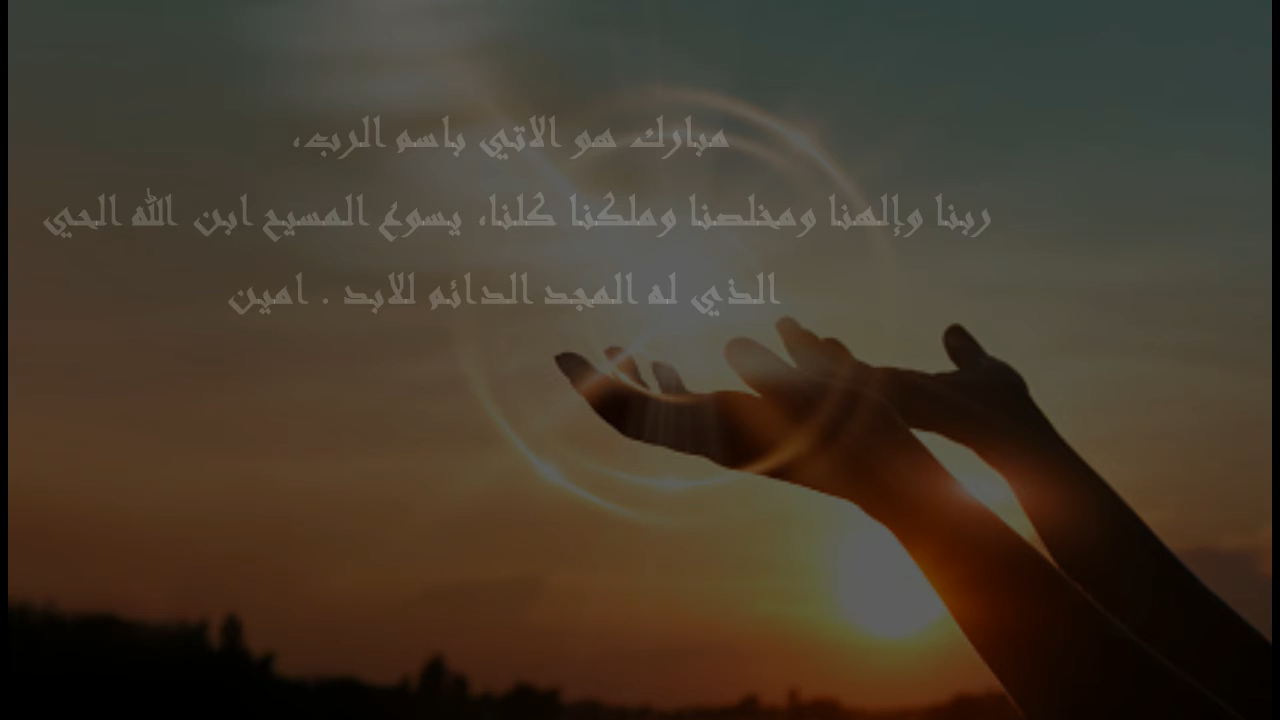 مبارك هو الاتي باسم الرب،
ربنا وإلهنا ومخلصنا وملكنا كلنا، يسوع المسيح ابن الله الحي
الذي له المجد الدائم للابد . امين